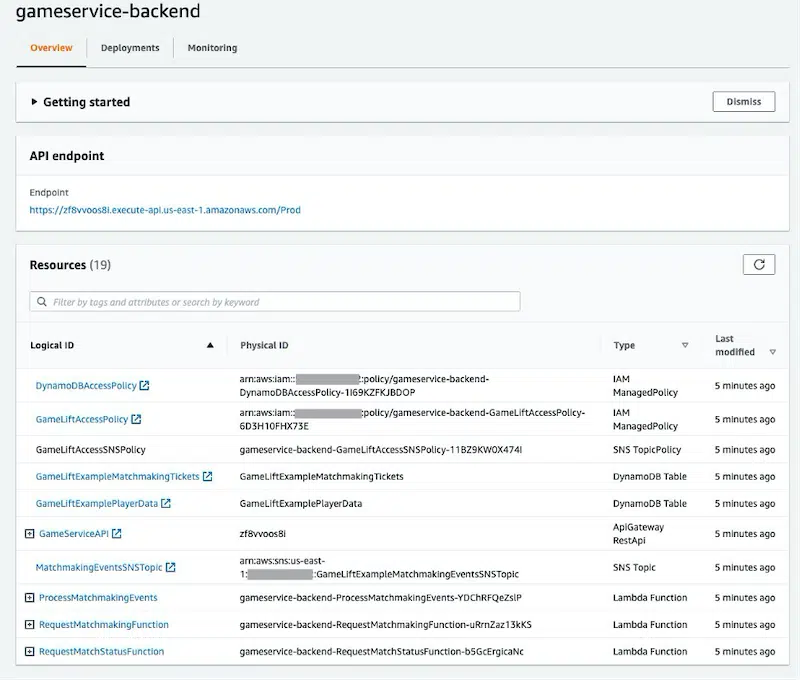 gameservice-backend
Overview Deployments Monitoring
Getting started Dismiss
API endpoint
Endpoint
https://zf8vvoos8i.execute-api.us-east-1.amazonaws.com/Prod
Resources (19)
Filter by tags and attributes or search by keyword
Logical ID Physical ID Type Last modified
DynamoDBAccessPolicy arn:aws:iam:: :policy/gameservice-backend-DynamoDBAccessPolicy-1I69KZFKJBDOP IAM ManagedPolicy 5 minutes ago
GameLiftAccessPolicy arn:aws:iam:: :policy/gameservice-backend-GameLiftAccessPolicy-6D3H10FHX73E IAM ManagedPolicy 5 minutes ago
GameLiftAccessSNSPolicy gameservice-backend-GameLiftAccessSNSPolicy-11BZ9KW0X474I SNS TopicPolicy 5 minutes ago
GameLiftExampleMatchmakingTickets GameLiftExampleMatchmakingTickets DynamoDB Table 5 minutes ago
GameLiftExamplePlayerData GameLiftExamplePlayerData DynamoDB Table 5 minutes ago
GameServiceAPI zf8vvoos8i ApiGateway RestApi 5 minutes ago
MatchmakingEventsSNSTopic arn:aws:sns:us-east-1: :GameLiftExampleMatchmakingEventsSNSTopic SNS Topic 5 minutes ago
ProcessMatchmakingEvents gameservice-backend-ProcessMatchmakingEvents-YDChRFQeZslP Lambda Function 5 minutes ago
RequestMatchmakingFunction gameservice-backend-RequestMatchmakingFunction-uRrnZaz13kKS Lambda Function 5 minutes ago
RequestMatchStatusFunction gameservice-backend-RequestMatchStatusFunction-b5GcErgicaNc Lambda Function 5 minutes ago